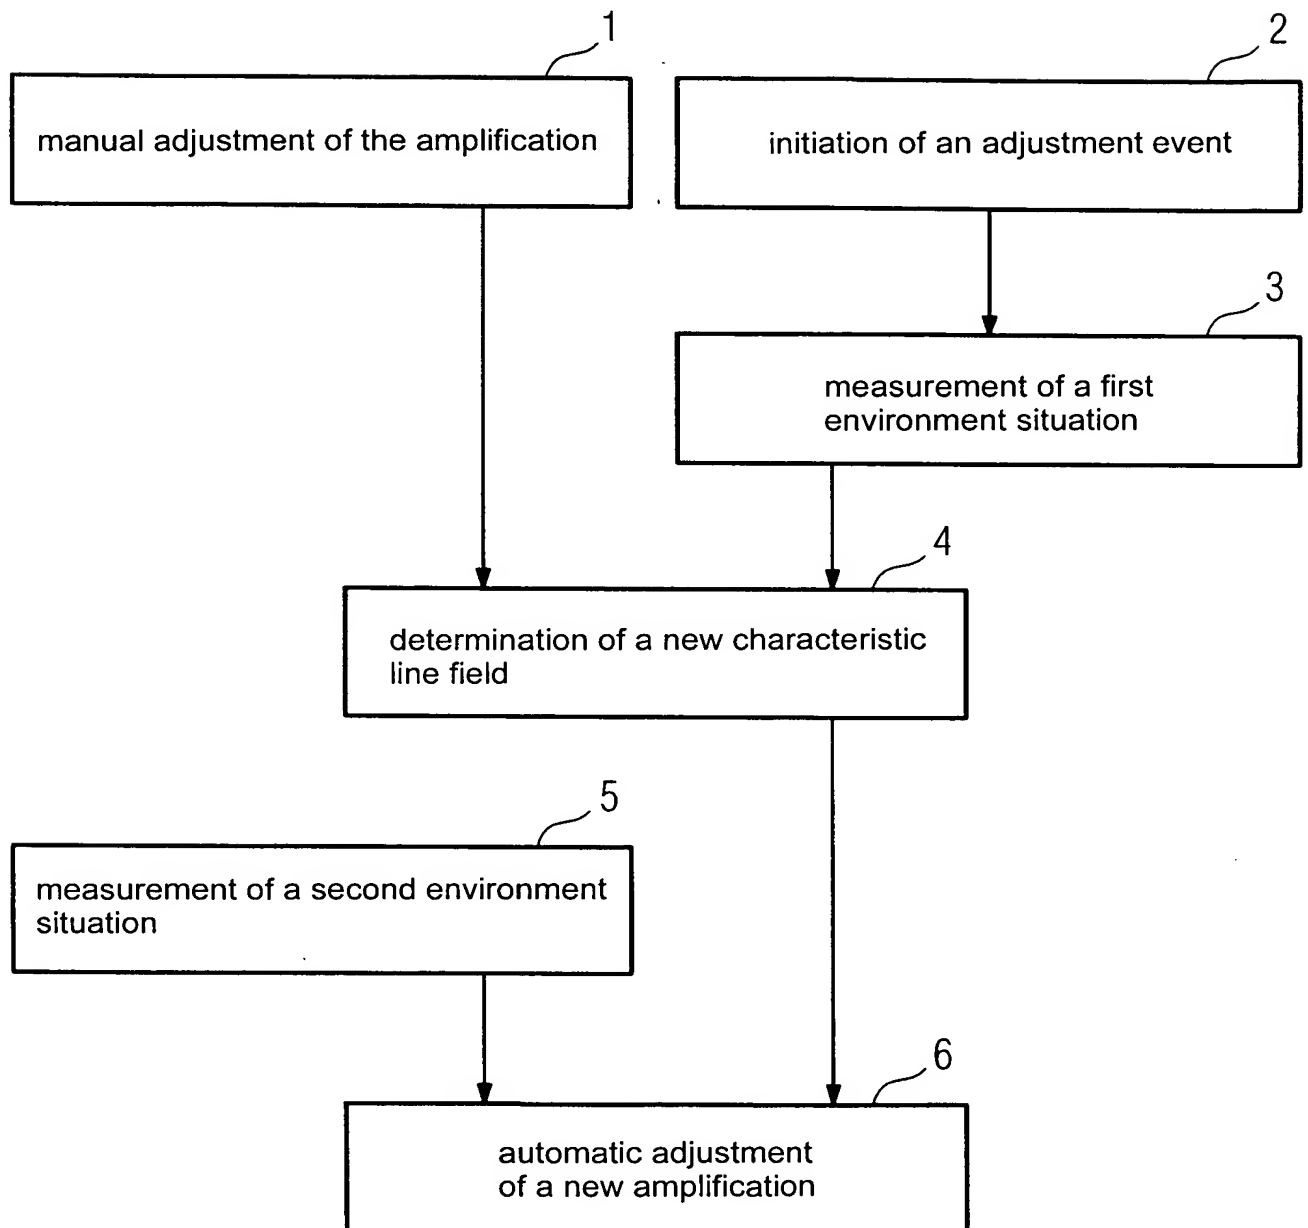 1
manual adjustment of the amplification
2
initiation of an adjustment event
3
measurement of a first
environment situation
4
determination of a new characteristic
line field
5
measurement of a second environment
situation
6
automatic adjustment
of a new amplification